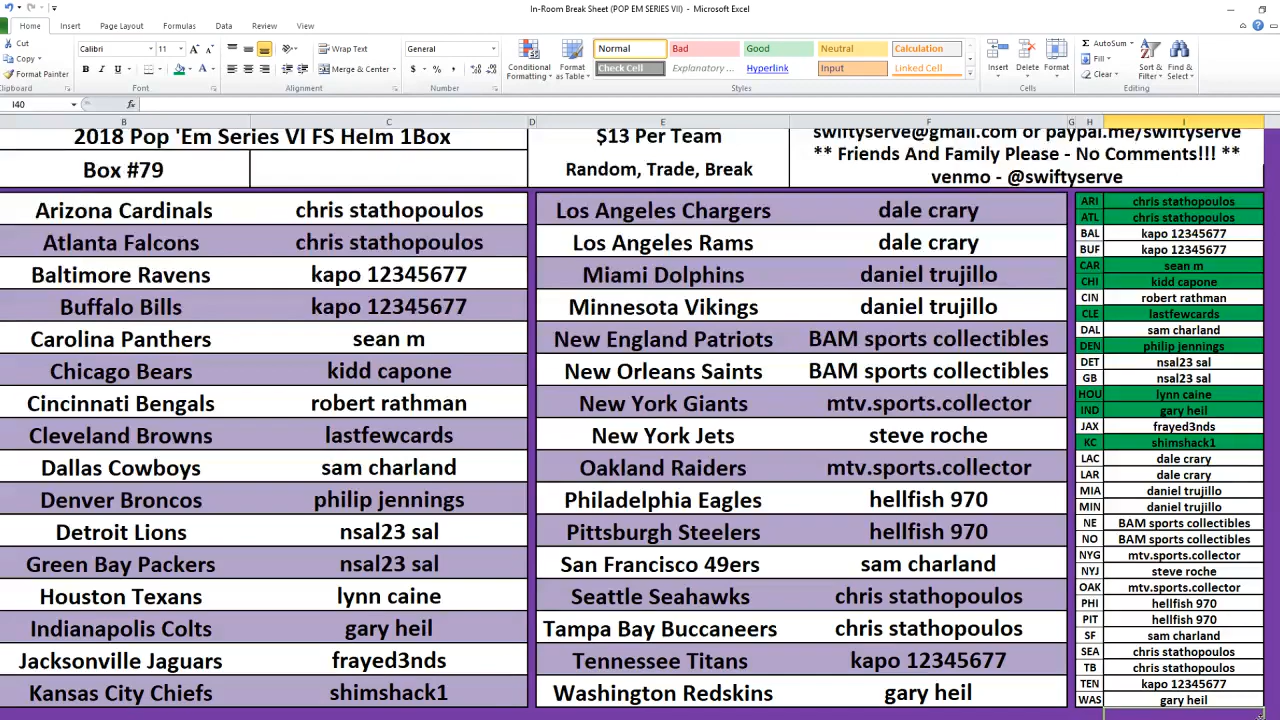 In-Room Break Sheet (POP EM SERIES VII) - Microsoft Excel
Home Insert Page Layout Formulas Data Review View
Cut
Copy
Format Painter
Clipboard
Calibri 11
B I U
Font
Wrap Text
Merge & Center
Alignment
General
$ % ,
Number
Conditional Formatting
Format as Table
Normal Bad Good Neutral Calculation
Check Cell Explanatory ... Hyperlink Input Linked Cell
Styles
Insert Delete Format
Cells
Σ AutoSum
Fill
Clear
Sort & Filter
Find & Select
Editing
I40 fx
B C D E F G H I
2018 Pop 'Em Series VI FS Helm 1Box
Box #79
$13 Per Team
Random, Trade, Break
swiftyserve@gmail.com or paypal.me/swiftyserve
** Friends And Family Please - No Comments!!! **
venmo - @swiftyserve
Arizona Cardinals chris stathopoulos
Atlanta Falcons chris stathopoulos
Baltimore Ravens kapo 12345677
Buffalo Bills kapo 12345677
Carolina Panthers sean m
Chicago Bears kidd capone
Cincinnati Bengals robert rathman
Cleveland Browns lastfewcards
Dallas Cowboys sam charland
Denver Broncos philip jennings
Detroit Lions nsal23 sal
Green Bay Packers nsal23 sal
Houston Texans lynn caine
Indianapolis Colts gary heil
Jacksonville Jaguars frayed3nds
Kansas City Chiefs shimshack1
Los Angeles Chargers dale crary
Los Angeles Rams dale crary
Miami Dolphins daniel trujillo
Minnesota Vikings daniel trujillo
New England Patriots BAM sports collectibles
New Orleans Saints BAM sports collectibles
New York Giants mtv.sports.collector
New York Jets steve roche
Oakland Raiders mtv.sports.collector
Philadelphia Eagles hellfish 970
Pittsburgh Steelers hellfish 970
San Francisco 49ers sam charland
Seattle Seahawks chris stathopoulos
Tampa Bay Buccaneers chris stathopoulos
Tennessee Titans kapo 12345677
Washington Redskins gary heil
ARI chris stathopoulos
ATL chris stathopoulos
BAL kapo 12345677
BUF kapo 12345677
CAR sean m
CHI kidd capone
CIN robert rathman
CLE lastfewcards
DAL sam charland
DEN philip jennings
DET nsal23 sal
GB nsal23 sal
HOU lynn caine
IND gary heil
JAX frayed3nds
KC shimshack1
LAC dale crary
LAR dale crary
MIA daniel trujillo
MIN daniel trujillo
NE BAM sports collectibles
NO BAM sports collectibles
NYG mtv.sports.collector
NYJ steve roche
OAK mtv.sports.collector
PHI hellfish 970
PIT hellfish 970
SF sam charland
SEA chris stathopoulos
TB chris stathopoulos
TEN kapo 12345677
WAS gary heil